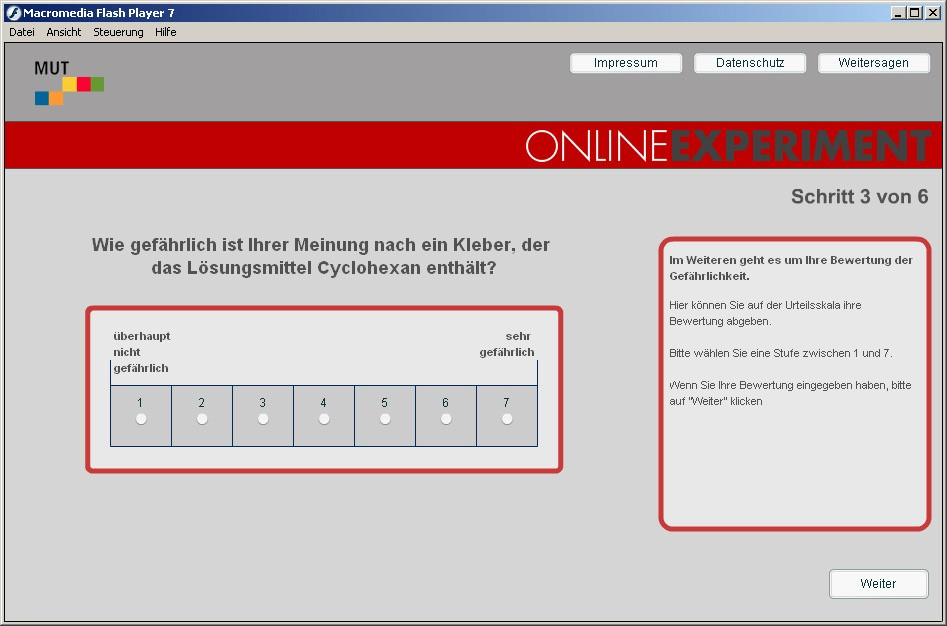 Macromedia Flash Player 7
Datei Ansicht Steuerung Hilfe
MUT
Impressum Datenschutz Weitersagen
ONLINEEXPERIMENT
Schritt 3 von 6
Wie gefährlich ist Ihrer Meinung nach ein Kleber, der
das Lösungsmittel Cyclohexan enthält?
überhaupt
nicht
gefährlich
sehr
gefährlich
1 2 3 4 5 6 7
Im Weiteren geht es um Ihre Bewertung der
Gefährlichkeit.
Hier können Sie auf der Urteilsskala ihre
Bewertung abgeben.
Bitte wählen Sie eine Stufe zwischen 1 und 7.
Wenn Sie Ihre Bewertung eingegeben haben, bitte
auf "Weiter" klicken
Weiter